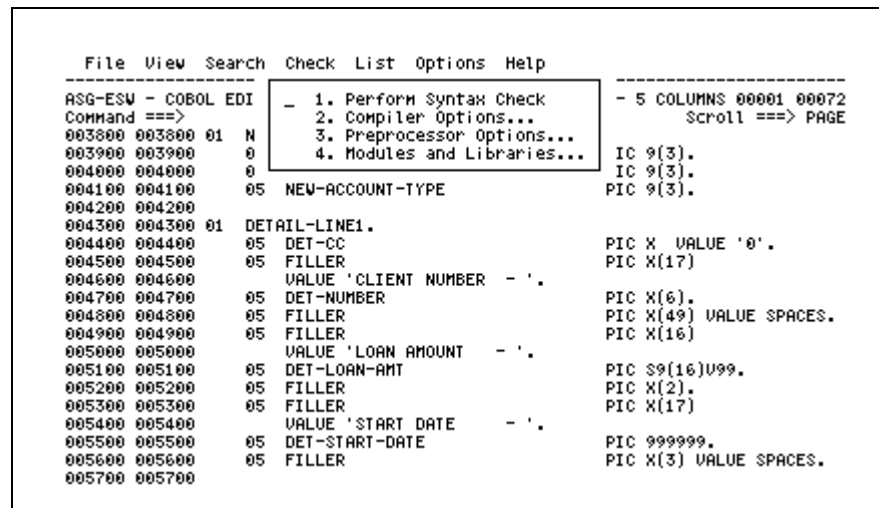 File View Search Check List Options Help
ASG-ESW - COBOL EDI _ 1. Perform Syntax Check - 5 COLUMNS 00001 00072
Command ===> 2. Compiler Options... Scroll ===> PAGE
003800 003800 01 N 3. Preprocessor Options...
003900 003900 0 4. Modules and Libraries... IC 9(3).
004000 004000 0 IC 9(3).
004100 004100 05 NEW-ACCOUNT-TYPE PIC 9(3).
004200 004200
004300 004300 01 DETAIL-LINE1.
004400 004400 05 DET-CC PIC X VALUE '0'.
004500 004500 05 FILLER PIC X(17)
004600 004600 VALUE 'CLIENT NUMBER - '.
004700 004700 05 DET-NUMBER PIC X(6).
004800 004800 05 FILLER PIC X(49) VALUE SPACES.
004900 004900 05 FILLER PIC X(16)
005000 005000 VALUE 'LOAN AMOUNT - '.
005100 005100 05 DET-LOAN-AMT PIC S9(16)V99.
005200 005200 05 FILLER PIC X(2).
005300 005300 05 FILLER PIC X(17)
005400 005400 VALUE 'START DATE - '.
005500 005500 05 DET-START-DATE PIC 999999.
005600 005600 05 FILLER PIC X(3) VALUE SPACES.
005700 005700